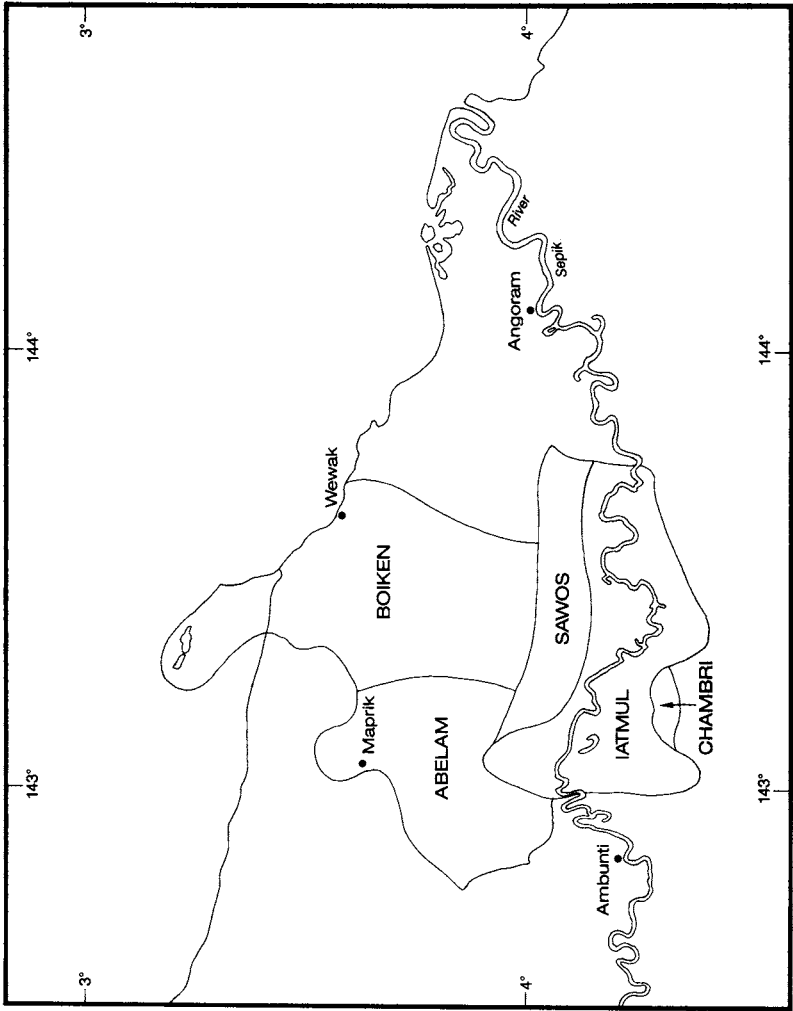 143°
144°
3°
3°
Wewak
Maprik
BOIKEN
ABELAM
4°
4°
River
Sepik
Angoram
SAWOS
IATMUL
Ambunti
CHAMBRI
143°
144°